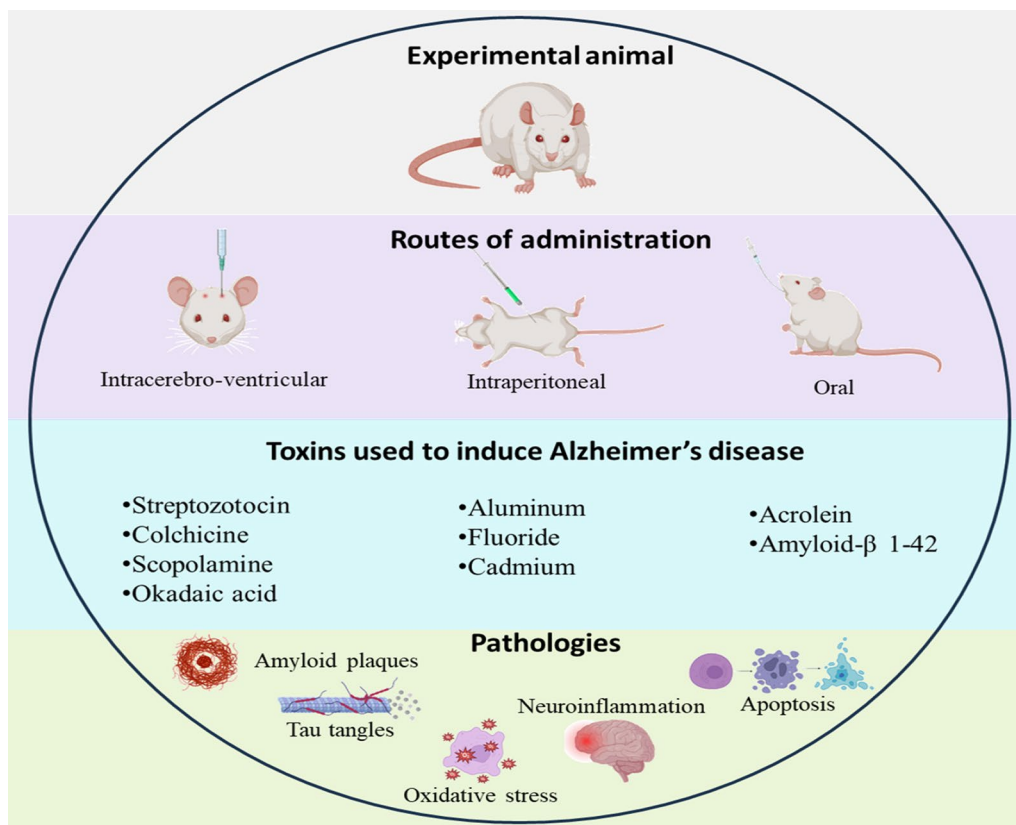 Experimental animal
Routes of administration
Intracerebro-ventricular
Intraperitoneal
Oral
Toxins used to induce Alzheimer’s disease
•Streptozotocin
•Colchicine
•Scopolamine
•Okadaic acid
•Aluminum
•Fluoride
•Cadmium
•Acrolein
•Amyloid-β 1-42
Pathologies
Amyloid plaques
Tau tangles
Oxidative stress
Neuroinflammation
Apoptosis